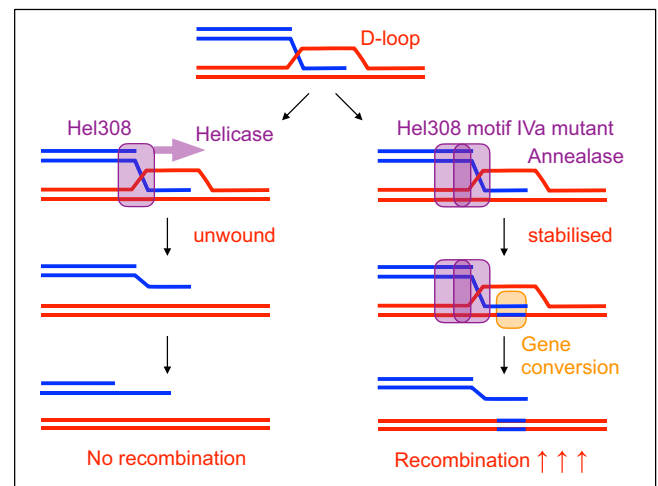 D-loop
Hel308
Helicase
Hel308 motif IVa mutant
Annealase
unwound
stabilised
Gene
conversion
No recombination
Recombination ↑ ↑ ↑